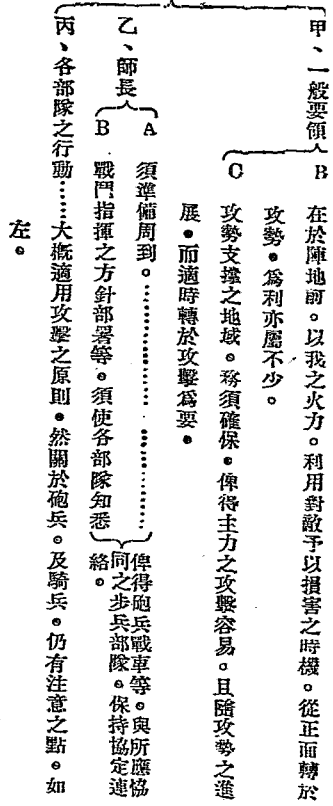 甲、一般要領
B 在於陣地前。以我之火力。利用對敵予以損害之時機。從正面轉於
攻勢。爲利亦屬不少。
C 攻勢支撐之地域。務須確保。俾得主力之攻擊容易。且隨攻勢之進
展。而適時轉於攻擊爲要。
乙、師長
A 須準備周到。…………………………
B 戰鬥指揮之方針部署等。須使各部隊知悉
俾得砲兵戰車等。與所應協
同之步兵部隊。保持協定連
絡。
丙、各部隊之行動……大概適用攻擊之原則。然關於砲兵。及騎兵。仍有注意之點。如
左。